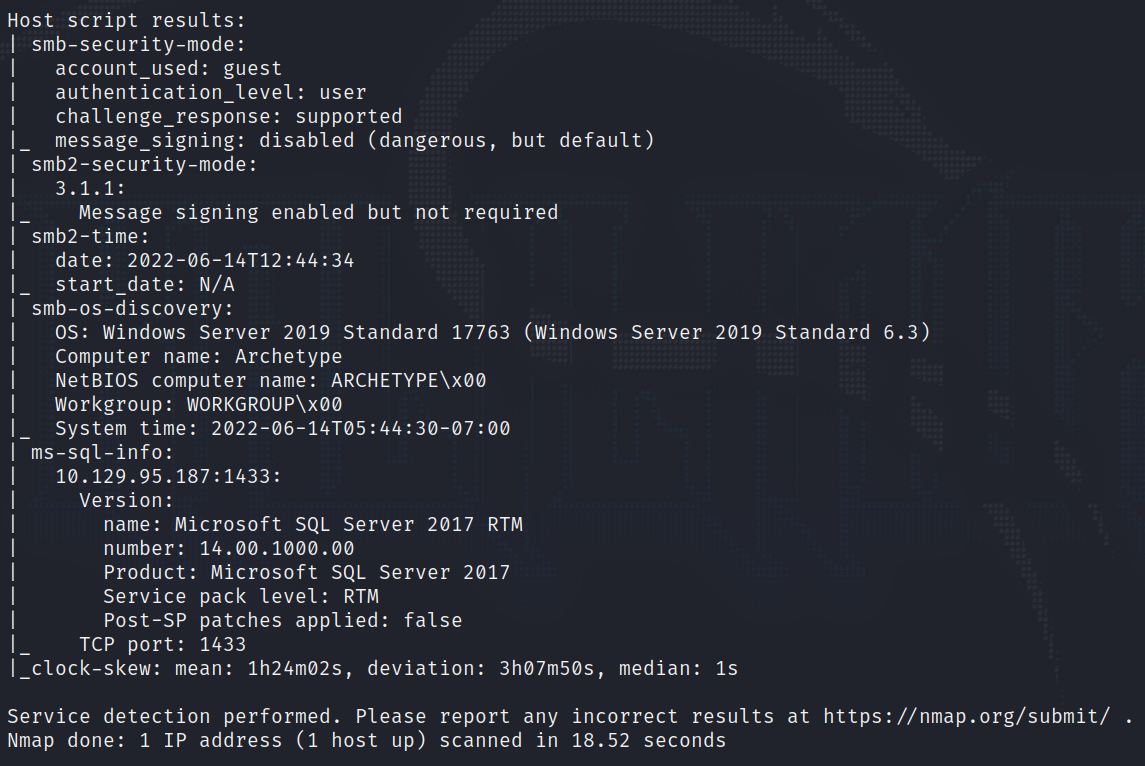 Host script results:
| smb-security-mode:
|   account_used: guest
|   authentication_level: user
|   challenge_response: supported
|_  message_signing: disabled (dangerous, but default)
| smb2-security-mode:
|   3.1.1:
|_    Message signing enabled but not required
| smb2-time:
|   date: 2022-06-14T12:44:34
|_  start_date: N/A
| smb-os-discovery:
|   OS: Windows Server 2019 Standard 17763 (Windows Server 2019 Standard 6.3)
|   Computer name: Archetype
|   NetBIOS computer name: ARCHETYPE\x00
|   Workgroup: WORKGROUP\x00
|_  System time: 2022-06-14T05:44:30-07:00
| ms-sql-info:
|   10.129.95.187:1433:
|     Version:
|       name: Microsoft SQL Server 2017 RTM
|       number: 14.00.1000.00
|       Product: Microsoft SQL Server 2017
|       Service pack level: RTM
|       Post-SP patches applied: false
|_    TCP port: 1433
|_clock-skew: mean: 1h24m02s, deviation: 3h07m50s, median: 1s

Service detection performed. Please report any incorrect results at https://nmap.org/submit/ .
Nmap done: 1 IP address (1 host up) scanned in 18.52 seconds